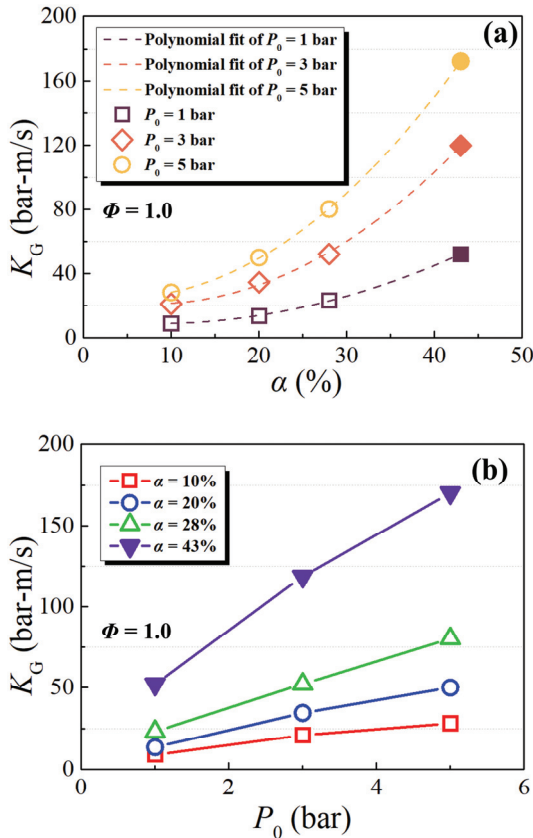 200
(a)
Polynomial fit of P₀ = 1 bar
Polynomial fit of P₀ = 3 bar
Polynomial fit of P₀ = 5 bar
P₀ = 1 bar
P₀ = 3 bar
P₀ = 5 bar
Φ = 1.0
160
120
80
40
0
K_G (bar-m/s)
0 10 20 30 40 50
α (%)
200
(b)
α = 10%
α = 20%
α = 28%
α = 43%
Φ = 1.0
150
100
50
0
K_G (bar-m/s)
0 2 4 6
P₀ (bar)